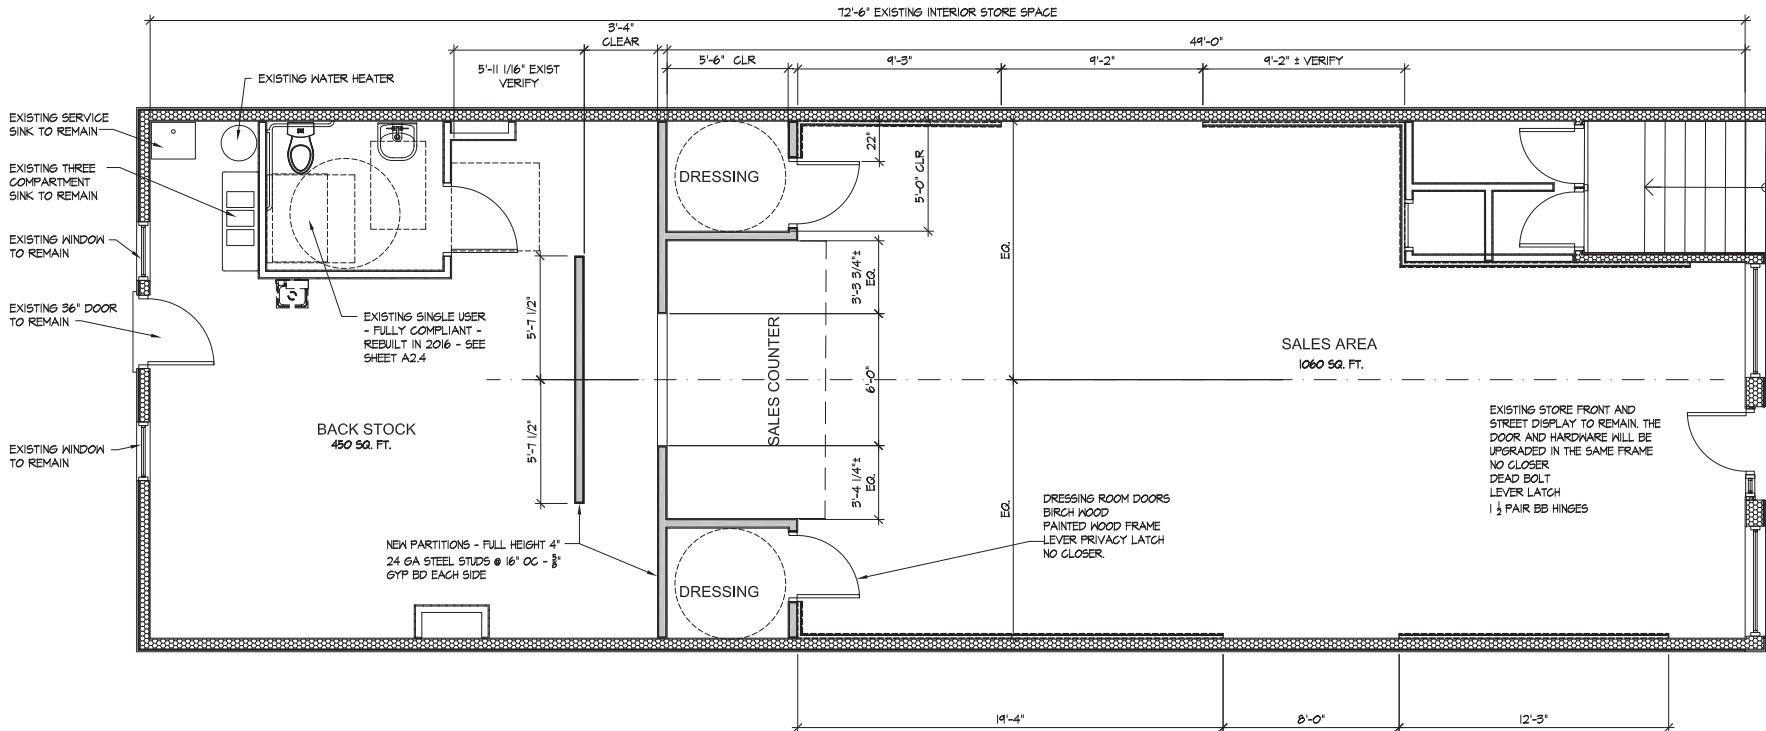 72'-6" EXISTING INTERIOR STORE SPACE
3'-4"
CLEAR
49'-0"
5'-11 1/16" EXIST
VERIFY
5'-6" CLR
9'-3"
9'-2"
9'-2" ± VERIFY
EXISTING WATER HEATER
EXISTING SERVICE
SINK TO REMAIN
EXISTING THREE
COMPARTMENT
SINK TO REMAIN
EXISTING WINDOW
TO REMAIN
EXISTING 36" DOOR
TO REMAIN
EXISTING WINDOW
TO REMAIN
EXISTING SINGLE USER
- FULLY COMPLIANT -
REBUILT IN 2016 - SEE
SHEET A2.4
BACK STOCK
450 SQ. FT.
5'-7 1/2"
5'-7 1/2"
NEW PARTITIONS - FULL HEIGHT 4"
24 GA STEEL STUDS @ 16" OC - 5/8"
GYP BD EACH SIDE
DRESSING
22"
5'-0" CLR
EQ.
3'-3 3/4"±
EQ.
SALES COUNTER
6'-0"
3'-4 1/4"±
EQ.
EQ.
DRESSING
DRESSING ROOM DOORS
BIRCH WOOD
PAINTED WOOD FRAME
LEVER PRIVACY LATCH
NO CLOSER.
SALES AREA
1060 SQ. FT.
EXISTING STORE FRONT AND
STREET DISPLAY TO REMAIN. THE
DOOR AND HARDWARE WILL BE
UPGRADED IN THE SAME FRAME
NO CLOSER
DEAD BOLT
LEVER LATCH
1 1/2 PAIR BB HINGES
19'-4"
8'-0"
12'-3"